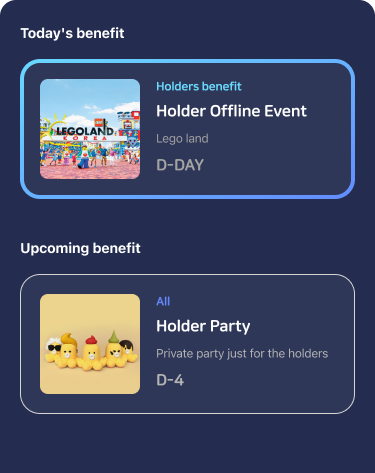 Today's benefit
Holders benefit
Holder Offline Event
LEGOLAND
KOREA
Lego land
D-DAY
Upcoming benefit
All
Holder Party
Private party just for the holders
D-4